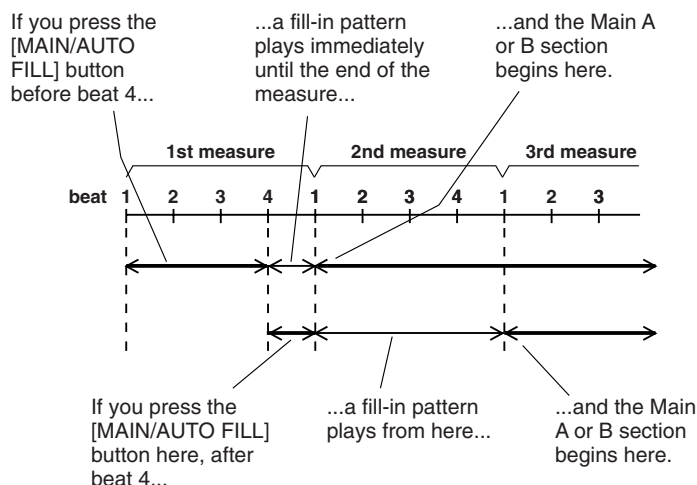 If you press the
[MAIN/AUTO
FILL] button
before beat 4...
...a fill-in pattern
plays immediately
until the end of the
measure...
...and the Main A
or B section
begins here.
1st measure 2nd measure 3rd measure
beat 1 2 3 4 1 2 3 4 1 2 3
If you press the
[MAIN/AUTO FILL]
button here, after
beat 4...
...a fill-in pattern
plays from here...
...and the Main
A or B section
begins here.